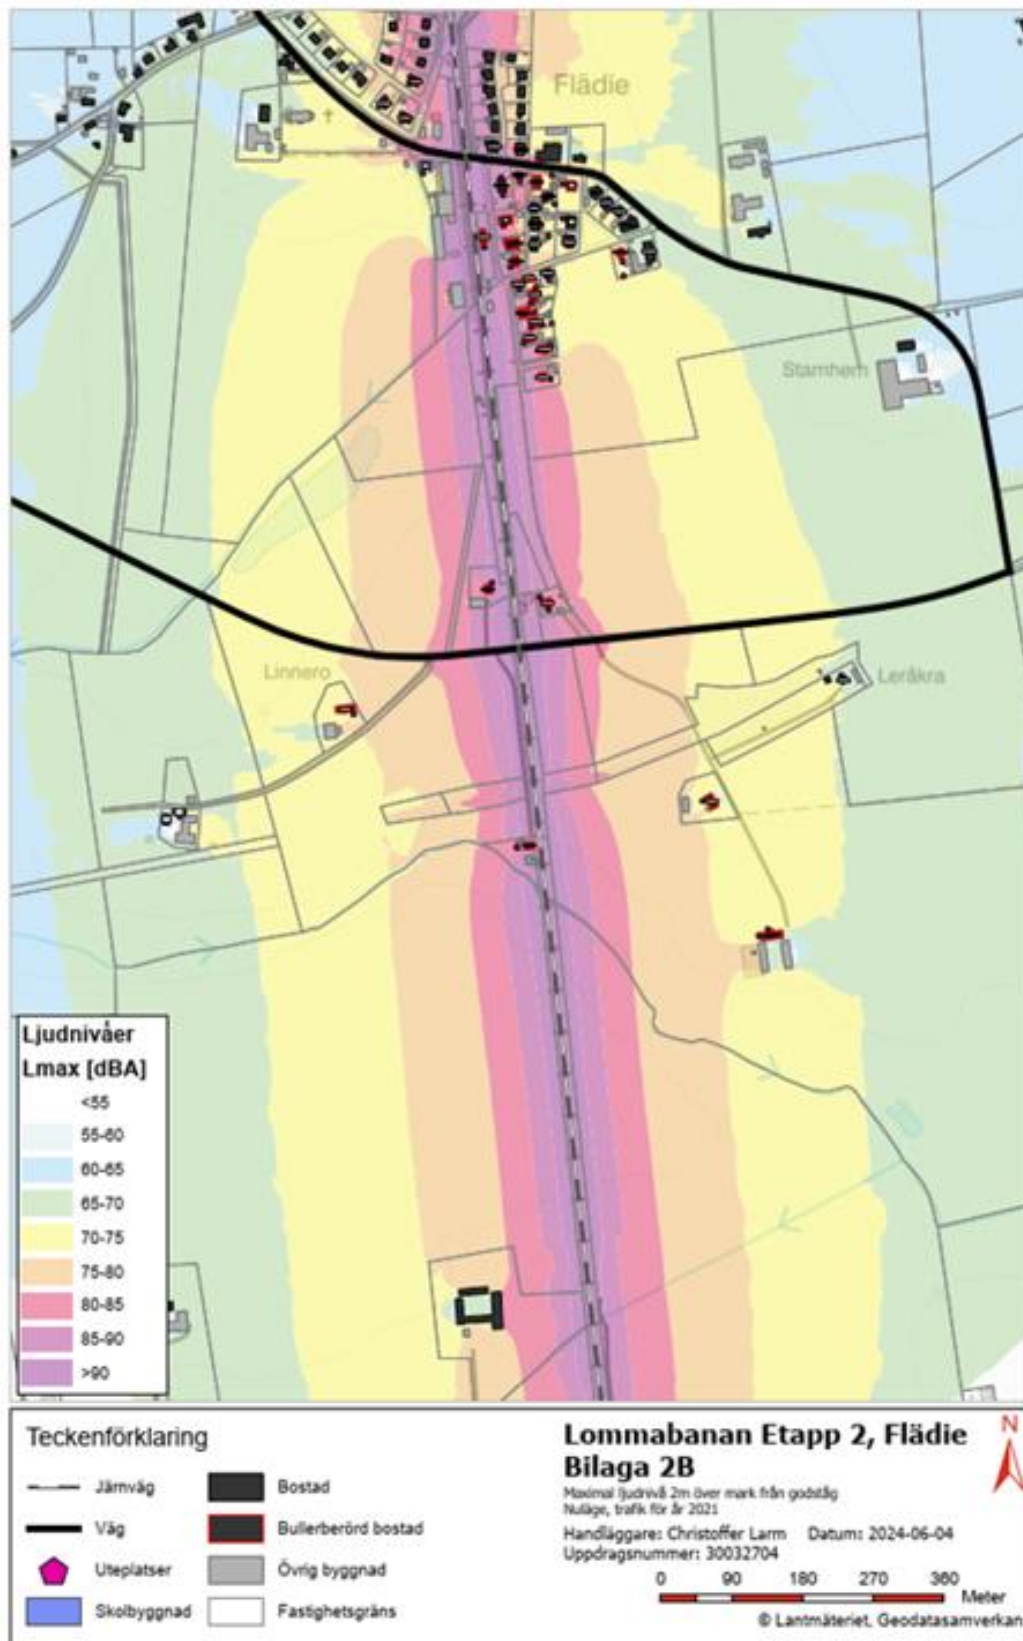 Flädie
Stamhem
Linnero
Leråkra
Ljudnivåer
Lmax [dBA]
<55
55-60
60-65
65-70
70-75
75-80
80-85
85-90
>90
Teckenförklaring
Järnväg
Väg
Uteplatser
Skolbyggnad
Bostad
Bullerberörd bostad
Övrig byggnad
Fastighetsgräns
Lommabanan Etapp 2, Flädie
Bilaga 2B
Maximal ljudnivå 2m över mark från godståg
Nuläge, trafik för år 2021
Handläggare: Christoffer Larm Datum: 2024-06-04
Uppdragsnummer: 30032704
N
0 90 180 270 360
Meter
© Lantmäteriet, Geodatasamverkan